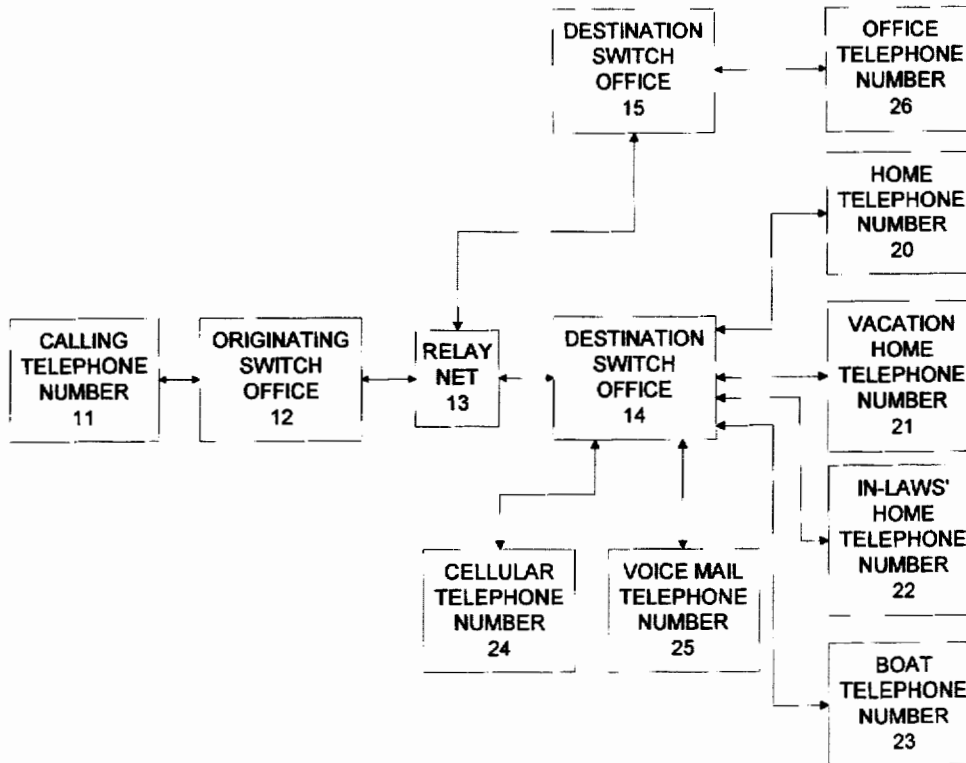 DESTINATION
SWITCH
OFFICE
15
OFFICE
TELEPHONE
NUMBER
26
HOME
TELEPHONE
NUMBER
20
CALLING
TELEPHONE
NUMBER
11
ORIGINATING
SWITCH
OFFICE
12
RELAY
NET
13
DESTINATION
SWITCH
OFFICE
14
VACATION
HOME
TELEPHONE
NUMBER
21
IN-LAWS'
HOME
TELEPHONE
NUMBER
22
CELLULAR
TELEPHONE
NUMBER
24
VOICE MAIL
TELEPHONE
NUMBER
25
BOAT
TELEPHONE
NUMBER
23